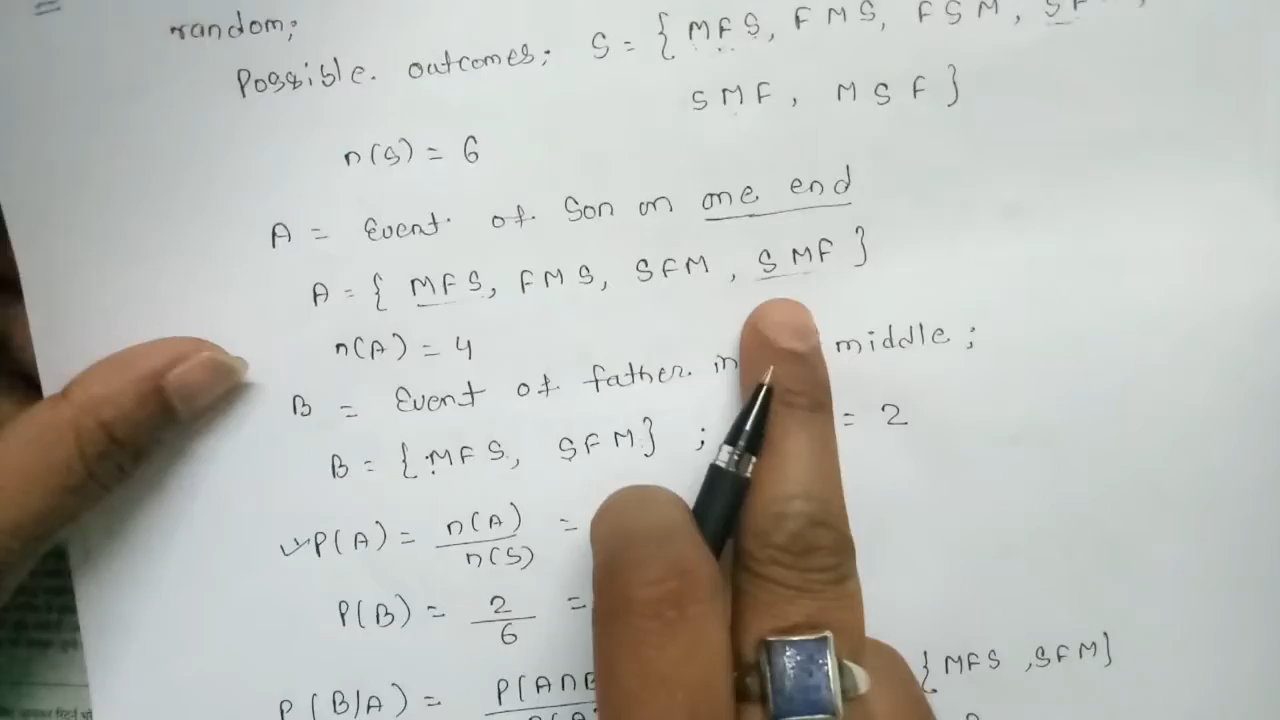 random;
Possible outcomes: S = { MFS, FMS, FSM, SF
SMF, MSF }
n(S) = 6
A = Event of Son on one end
A = { MFS, FMS, SFM, SMF }
n(A) = 4
B = Event of father in middle ;
B = { MFS, SFM } ; = 2
P(A) = n(A)/n(S) =
P(B) = 2/6 =
P(B/A) = P(A∩B { MFS, SFM }